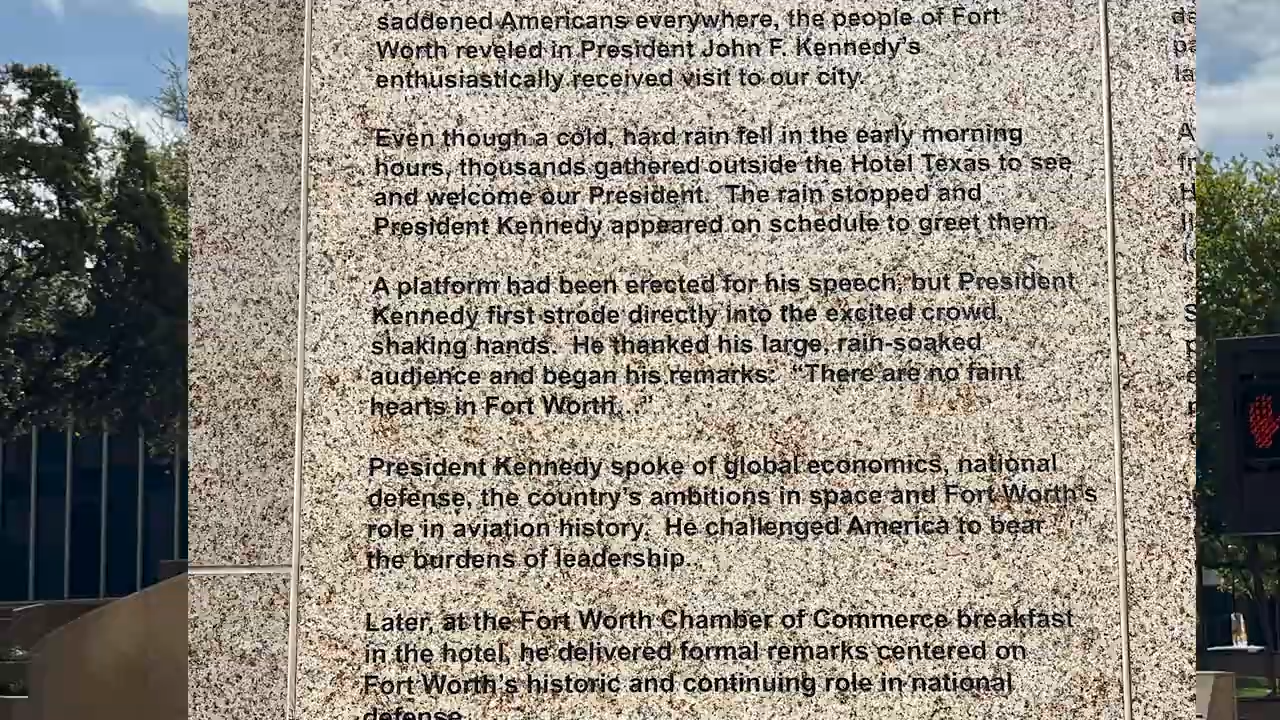 saddened Americans everywhere, the people of Fort
Worth reveled in President John F. Kennedy's
enthusiastically received visit to our city.
Even though a cold, hard rain fell in the early morning
hours, thousands gathered outside the Hotel Texas to see
and welcome our President. The rain stopped and
President Kennedy appeared on schedule to greet them.
A platform had been erected for his speech, but President
Kennedy first strode directly into the excited crowd,
shaking hands. He thanked his large, rain-soaked
audience and began his remarks: "There are no faint
hearts in Fort Worth..."
President Kennedy spoke of global economics, national
defense, the country's ambitions in space and Fort Worth's
role in aviation history. He challenged America to bear
the burdens of leadership.
Later, at the Fort Worth Chamber of Commerce breakfast
in the hotel, he delivered formal remarks centered on
Fort Worth's historic and continuing role in national
defense.